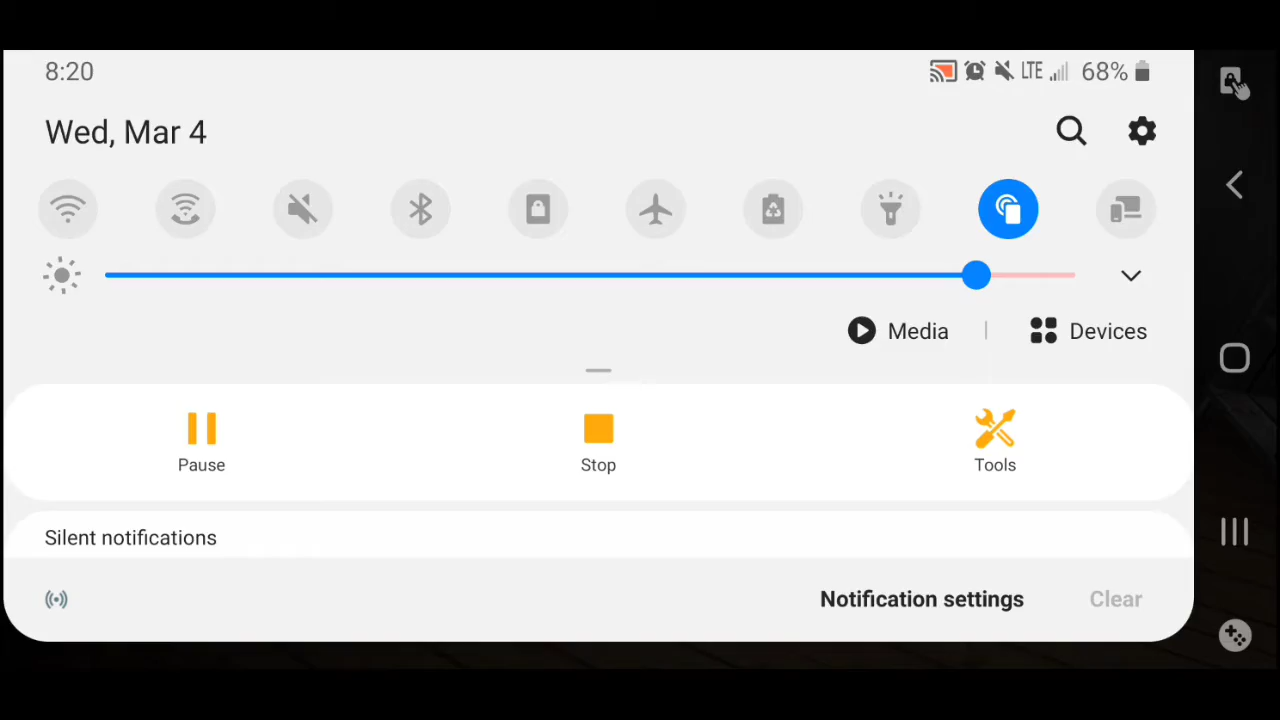 8:20
LTE 68%
Wed, Mar 4
Media | Devices
Pause Stop Tools
Silent notifications
Notification settings Clear